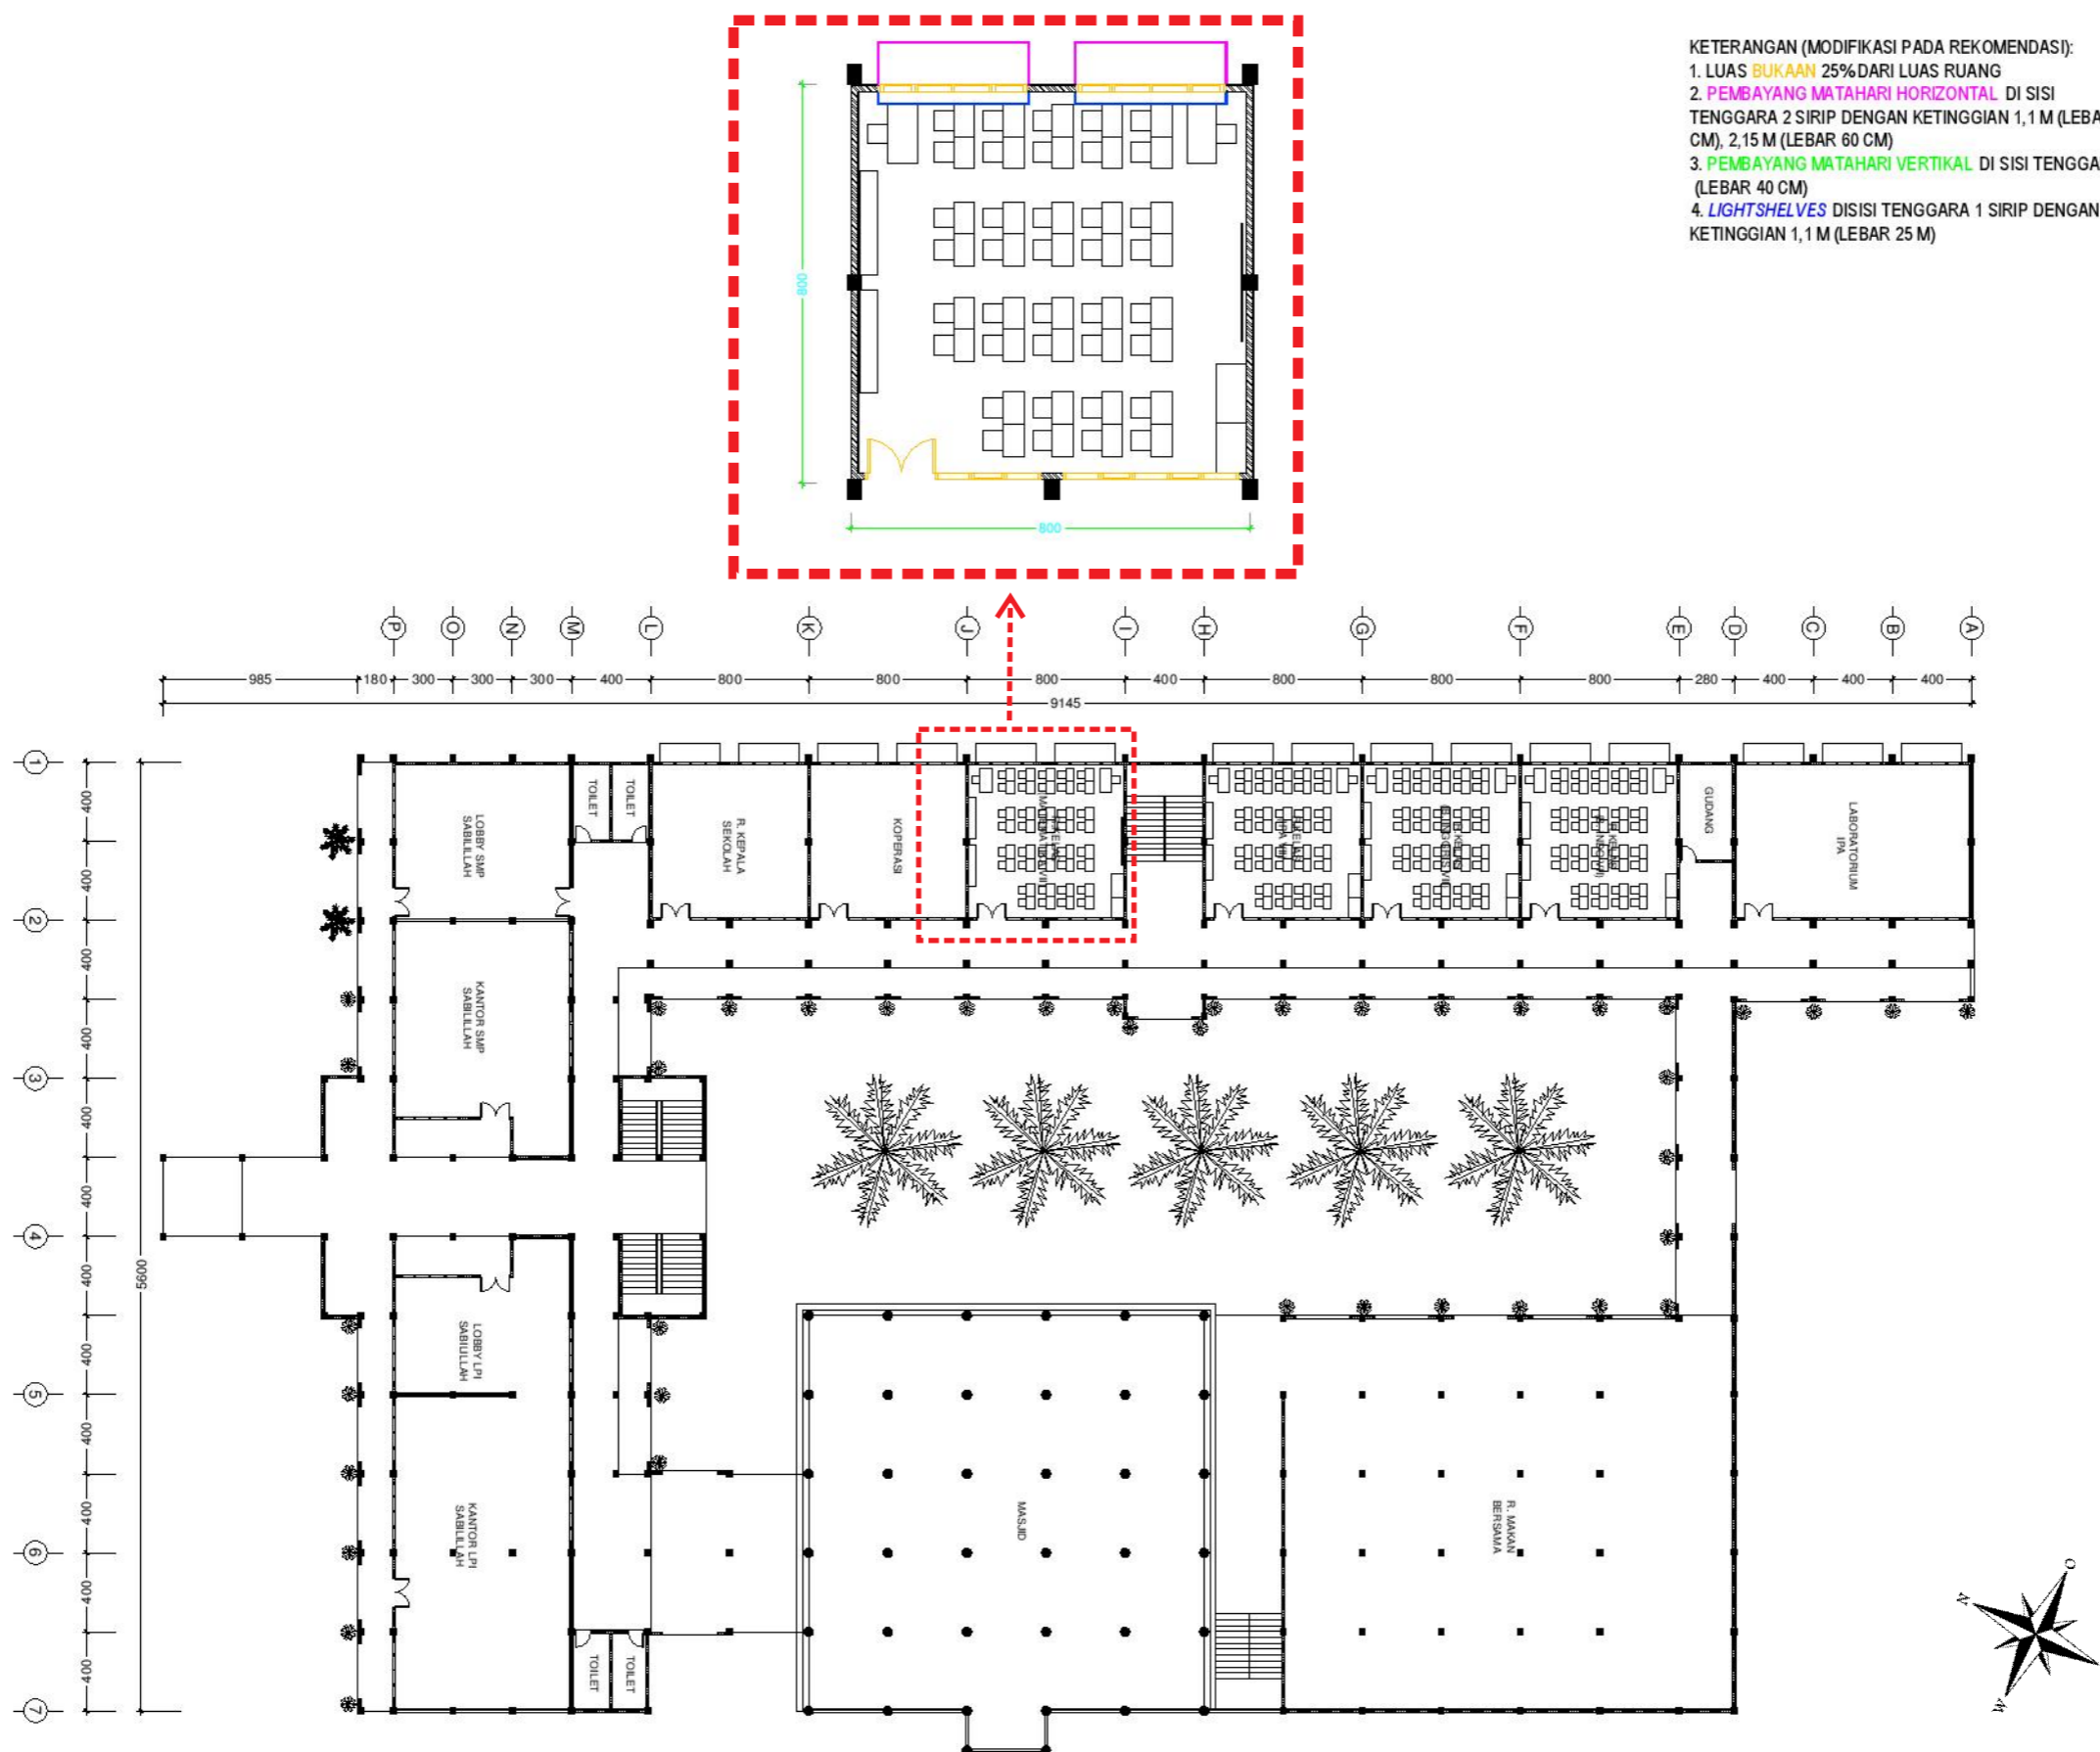 KETERANGAN (MODIFIKASI PADA REKOMENDASI):
1. LUAS BUKAAN 25% DARI LUAS RUANG
2. PEMBAYANG MATAHARI HORIZONTAL DI SISI
TENGGARA 2 SIRIP DENGAN KETINGGIAN 1,1 M (LEBA
CM), 2,15 M (LEBAR 60 CM)
3. PEMBAYANG MATAHARI VERTIKAL DI SISI TENGGA
(LEBAR 40 CM)
4. LIGHTSHELVES DISISI TENGGARA 1 SIRIP DENGAN
KETINGGIAN 1,1 M (LEBAR 25 M)
800
800
P O N M L K J I H G F E D C B A
985 180 300 300 300 400 800 800 800 400 800 800 800 280 400 400 400
9145
1
2
3
4
5
6
7
400
400
400
400
400
400
400
400
400
400
400
400
5600
LOBBY SMP
SABILILLAH
TOILET
TOILET
R. KEPALA
SEKOLAH
KOPERASI
GUDANG
LABORATORIUM
IPA
KANTOR SMP
SABILILLAH
LOBBY LPI
SABILILLAH
KANTOR LPI
SABILILLAH
TOILET
TOILET
MASJID
R. MAKAN
BERSAMA
N
O
W